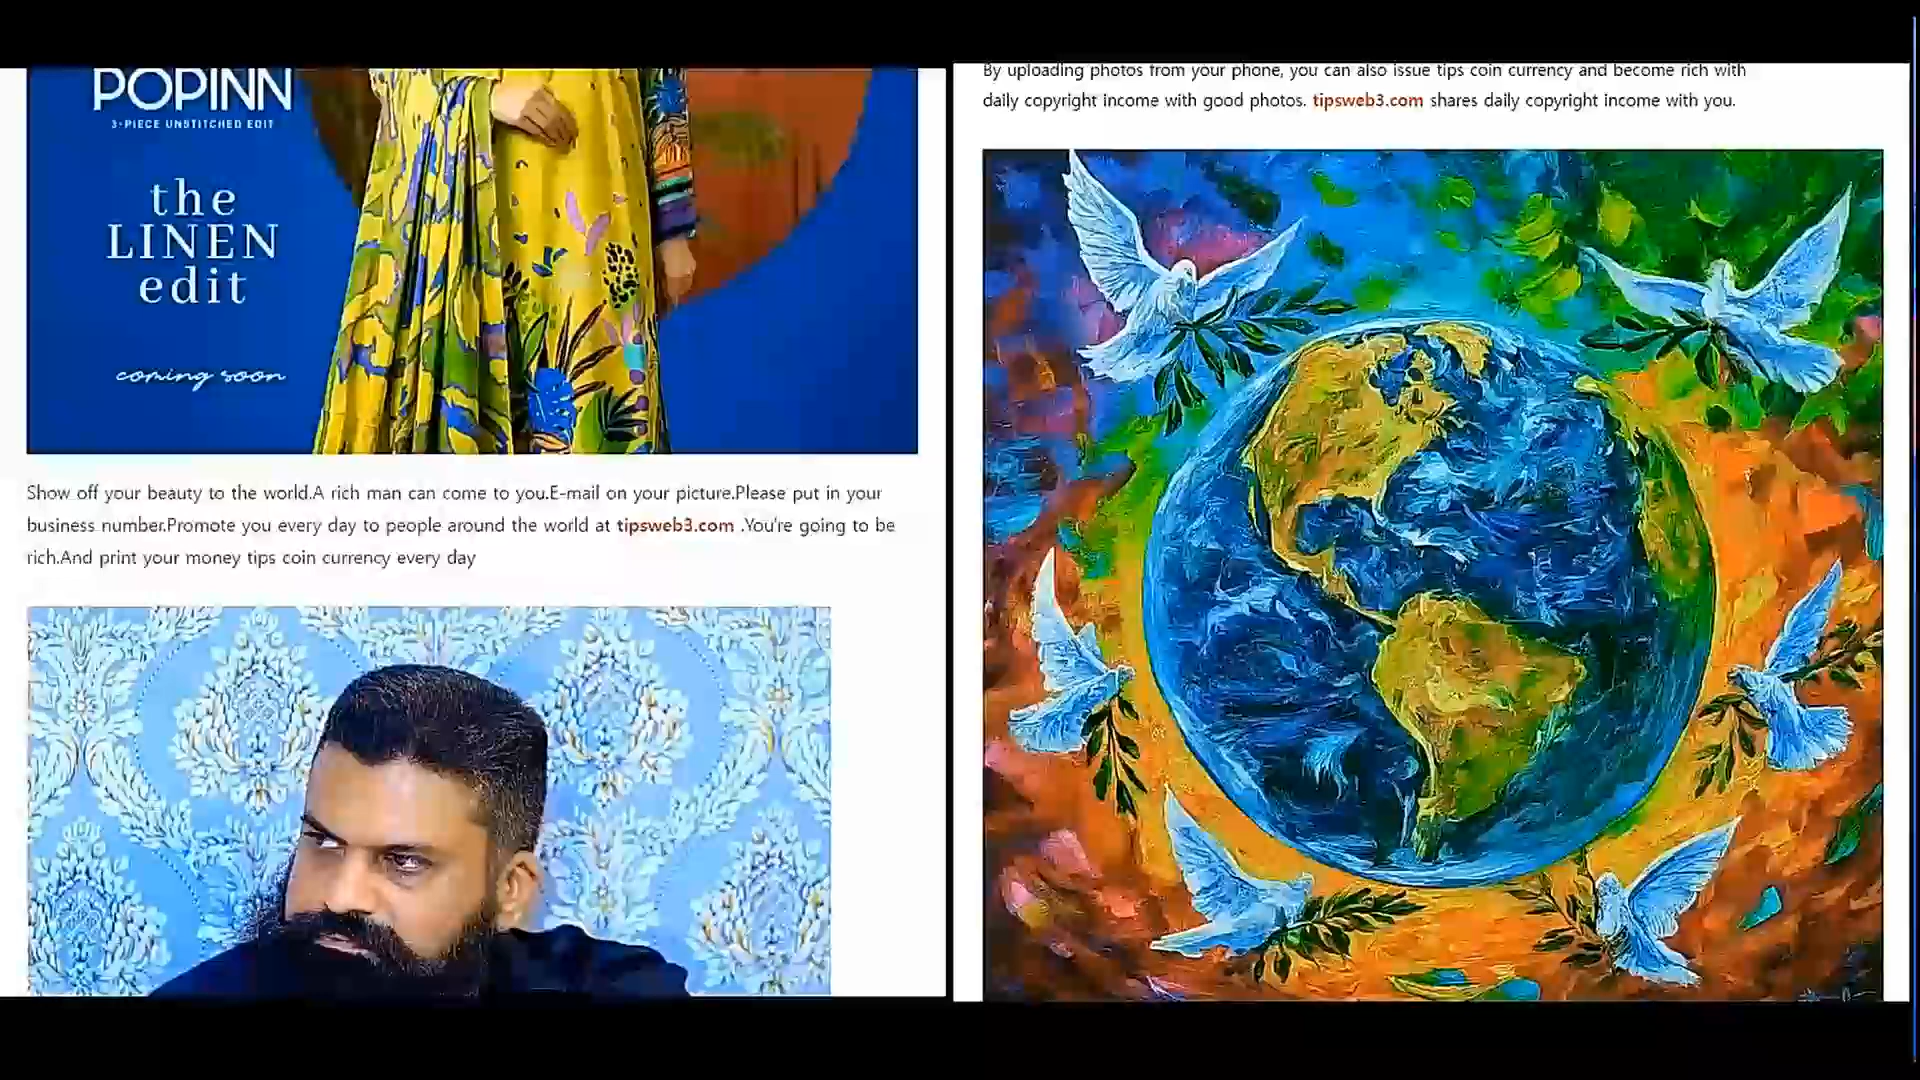 POPINN
3-PIECE UNSTITCHED EDIT
the
LINEN
edit
coming soon
Show off your beauty to the world.A rich man can come to you.E-mail on your picture.Please put in your
business number.Promote you every day to people around the world at tipsweb3.com .You're going to be
rich.And print your money tips coin currency every day
By uploading photos from your phone, you can also issue tips coin currency and become rich with
daily copyright income with good photos. tipsweb3.com shares daily copyright income with you.